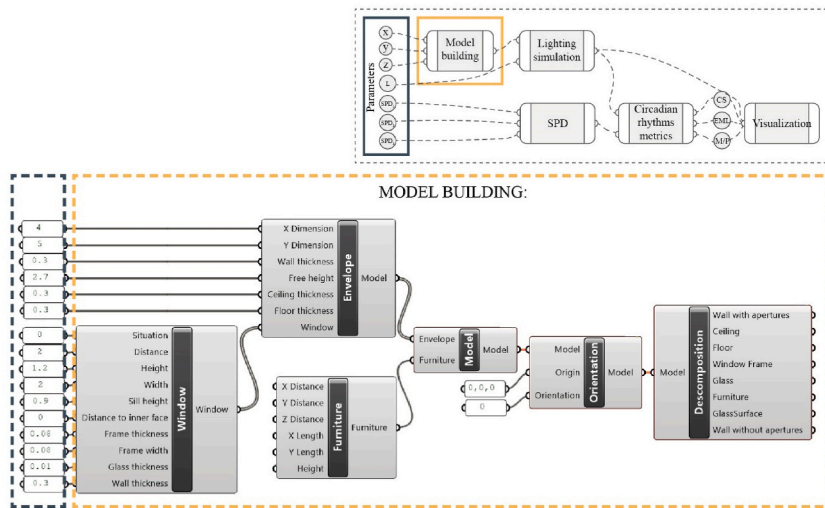 X
Y
Z
L
SPD
SPD
SPD
Parameters
Model
building
Lighting
simulation
SPD
Circadian
rhythms
metrics
CS
EML
M/P
Visualization
MODEL BUILDING:
4
5
0.3
2.7
0.3
0.3
X Dimension
Y Dimension
Wall thickness
Free height
Ceiling thickness
Floor thickness
Window
Envelope
Model
0
2
1.2
2
0.9
0
0.08
0.08
0.01
0.3
Situation
Distance
Height
Width
Sill height
Distance to inner face
Frame thickness
Frame width
Glass thickness
Wall thickness
Window
Window
X Distance
Y Distance
Z Distance
X Length
Y Length
Height
Furniture
Furniture
Envelope
Furniture
Model
Model
0,0,0
0
Model
Origin
Orientation
Orientation
Model
Model
Descomposition
Wall with apertures
Ceiling
Floor
Window Frame
Glass
Furniture
GlassSurface
Wall without apertures